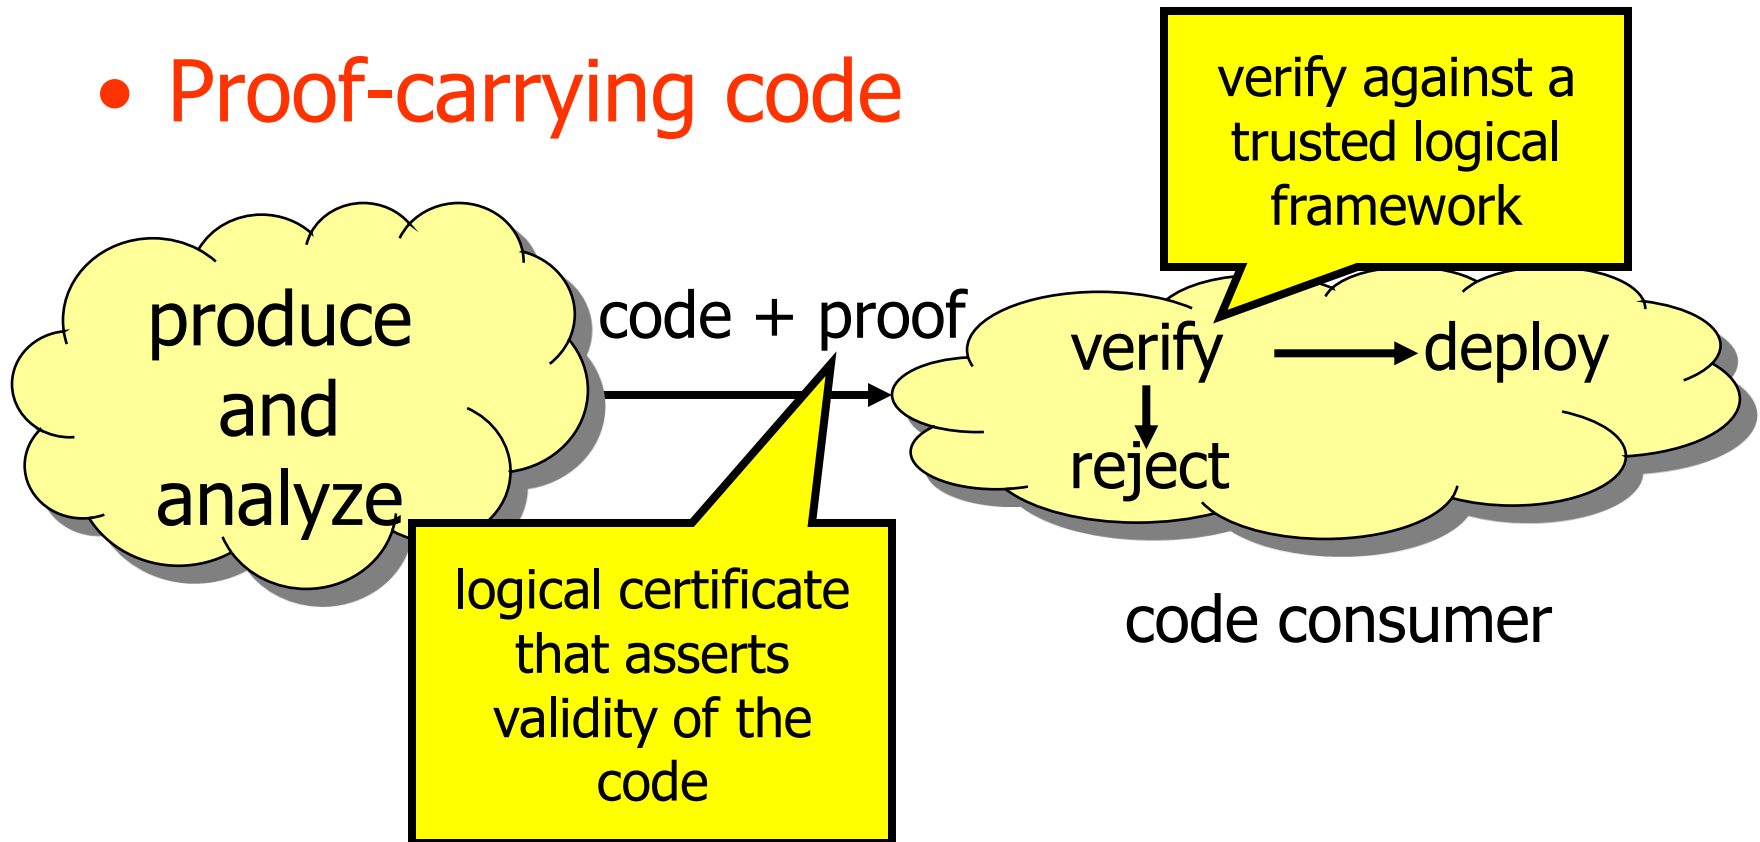 • Proof-carrying code
verify against a
trusted logical
framework
produce
and
analyze
code + proof
verify
deploy
reject
logical certificate
that asserts
validity of the
code
code consumer